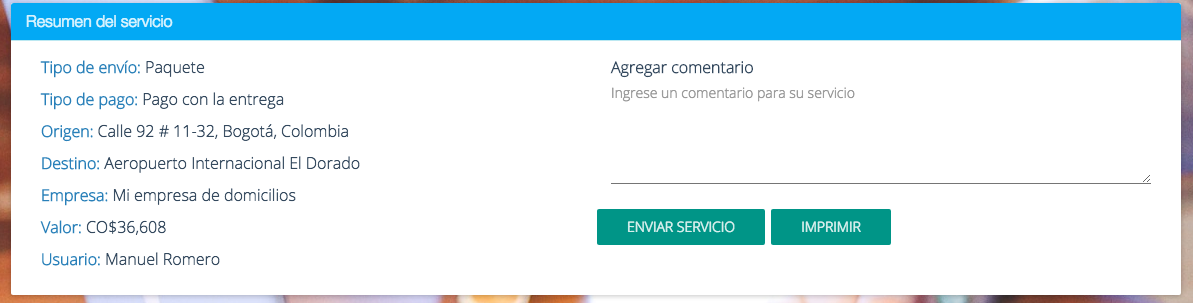 Resumen del servicio
Tipo de envío: Paquete
Tipo de pago: Pago con la entrega
Origen: Calle 92 # 11-32, Bogotá, Colombia
Destino: Aeropuerto Internacional El Dorado
Empresa: Mi empresa de domicilios
Valor: CO$36,608
Usuario: Manuel Romero
Agregar comentario
Ingrese un comentario para su servicio
ENVIAR SERVICIO
IMPRIMIR